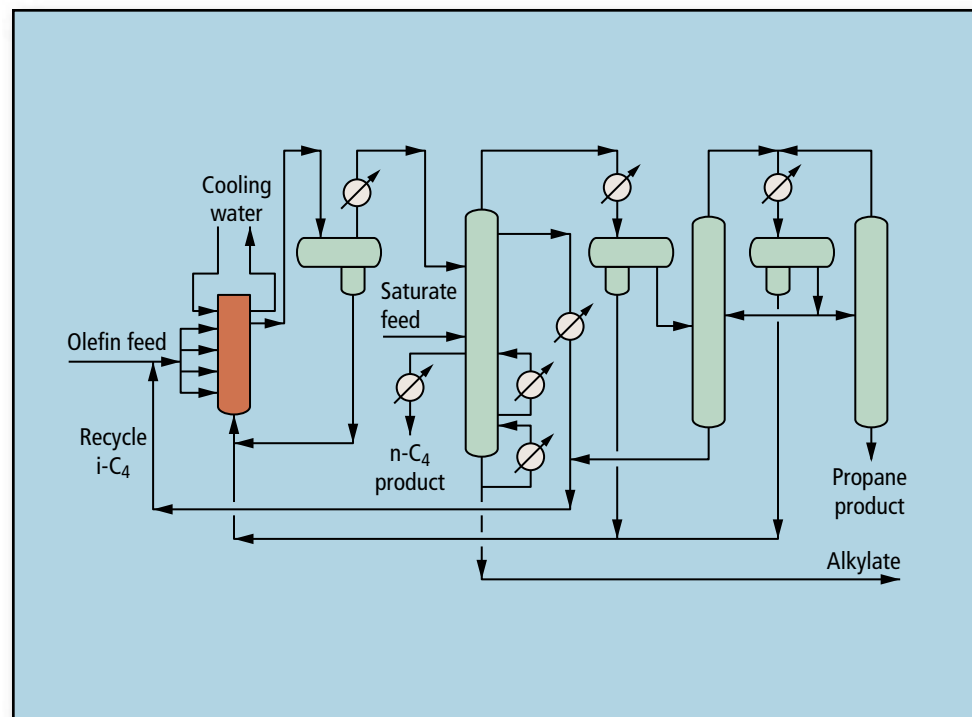 Cooling
water
Saturate
feed
Olefin feed
Recycle
i-C₄
n-C₄
product
Propane
product
Alkylate